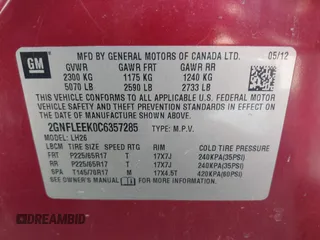 GM
MFD BY GENERAL MOTORS OF CANADA LTD. 05/12
GVWR GAWR FRT GAWR RR
2300 KG 1175 KG 1240 KG
5070 LB 2590 LB 2733 LB
THIS VEHICLE CONFORMS TO ALL APPLICABLE U.S. FEDERAL MOTOR
VEHICLE SAFETY AND THEFT PREVENTION STANDARDS IN EFFECT ON
THE DATE OF MANUFACTURE SHOWN ABOVE.
2GNFLEEK0C6357285 TYPE: M.P.V.
MODEL: LH26
LBCM TIRE SIZE SPEED RTG RIM COLD TIRE PRESSURE
FRT P225/65R17 17X7J 240KPA(35PSI)
RR P225/65R17 17X7J 240KPA(35PSI)
SPA T145/70R17 M 17X4.5T 420KPA(60PSI)
SEE OWNER'S MANUAL
DREAMBID